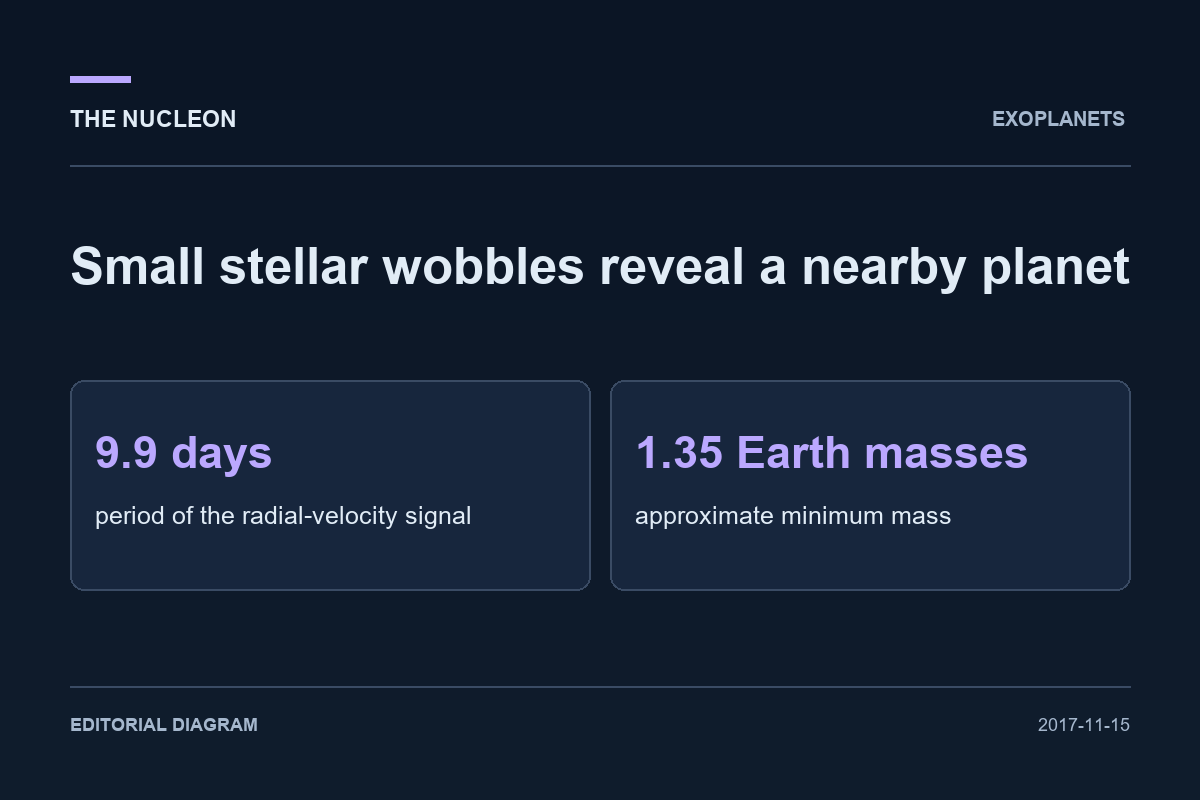 THE NUCLEON
EXOPLANETS
Small stellar wobbles reveal a nearby planet
9.9 days
period of the radial-velocity signal
1.35 Earth masses
approximate minimum mass
EDITORIAL DIAGRAM
2017-11-15